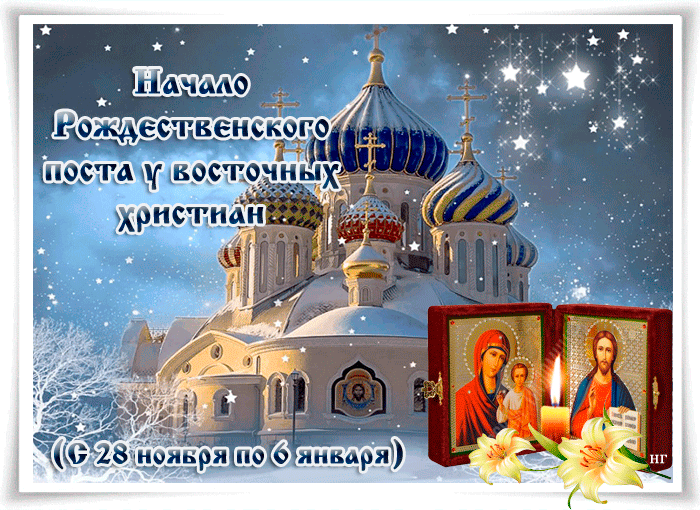 Начало
Рождественского
поста у восточных
христиан
(С 28 ноября по 6 января)
нг